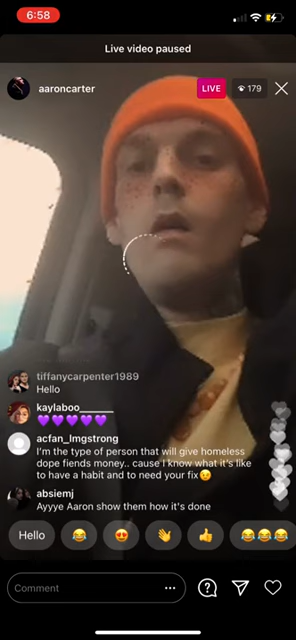 6:58
Live video paused
aaroncarter
LIVE
179
tiffanycarpenter1989
Hello
kaylaboo______
💜💜💜💜💜
acfan_lmgstrong
I'm the type of person that will give homeless
dope fiends money.. cause I know what it's like
to have a habit and to need your fix😉
absiemj
Ayyye Aaron show them how it's done
Hello 😂 😍 👋 👍 😂😂😂
Comment